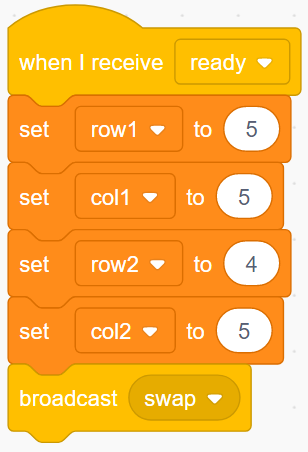 when I receive ready
set row1 to 5
set col1 to 5
set row2 to 4
set col2 to 5
broadcast swap